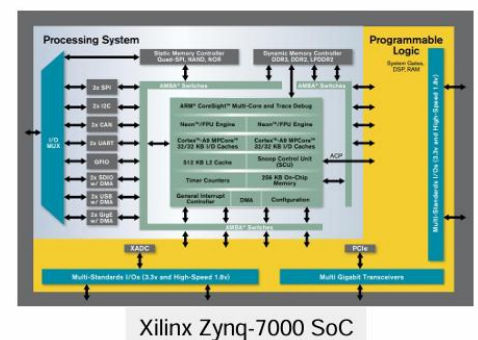 Processing System
Static Memory Controller
Quad-SPI, NAND, NOR
Dynamic Memory Controller
DDR3, DDR2, LPDDR2
Programmable
Logic
System Gates,
DSP, RAM
AMBA® Switches
AMBA® Switches
I/O
MUX
2x SPI
2x I2C
2x CAN
2x UART
GPIO
2x SDIO
w/ DMA
2x USB
w/ DMA
2x GigE
w/ DMA
ARM® CoreSight™ Multi-Core and Trace Debug
Neon™/FPU Engine
Neon™/FPU Engine
Cortex™-A9 MPCore™
32/32 KB I/D Caches
Cortex™-A9 MPCore™
32/32 KB I/D Caches
512 KB L2 Cache
Snoop Control Unit
(SCU)
ACP
Timer Counters
256 KB On-Chip
Memory
General Interrupt
Controller
DMA
Configuration
AMBA® Switches
Multi-Standards I/Os (3.3v and High-Speed 1.8v)
XADC
PCIe
Multi-Standards I/Os (3.3v and High-Speed 1.8v)
Multi Gigabit Transceivers
Xilinx Zynq-7000 SoC